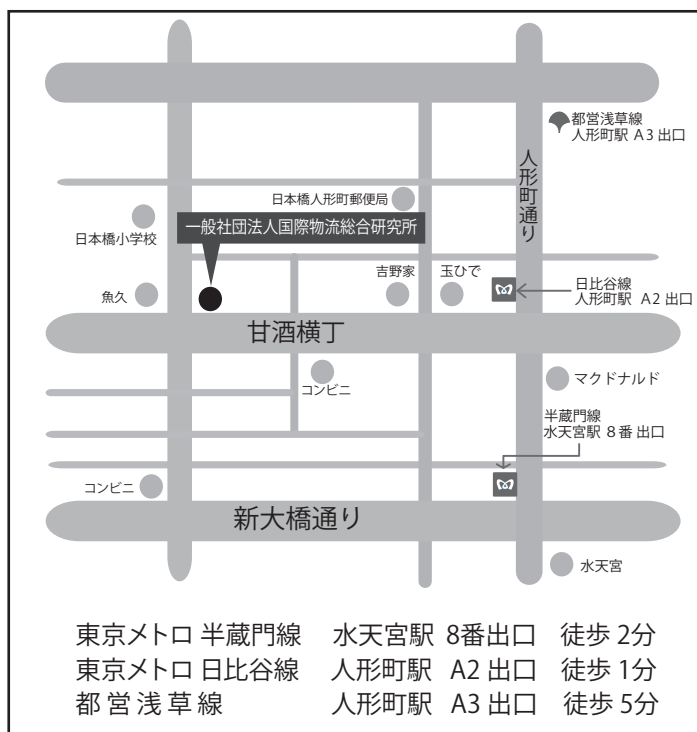 都営浅草線
人形町駅 A3 出口
人形町通り
日本橋人形町郵便局
日本橋小学校
一般社団法人国際物流総合研究所
吉野家
玉ひで
日比谷線
人形町駅 A2 出口
魚久
甘酒横丁
コンビニ
マクドナルド
半蔵門線
水天宮駅 8番 出口
コンビニ
新大橋通り
水天宮
東京メトロ 半蔵門線 水天宮駅 8番出口 徒歩 2分
東京メトロ 日比谷線 人形町駅 A2 出口 徒歩 1分
都営浅草線 人形町駅 A3 出口 徒歩 5分